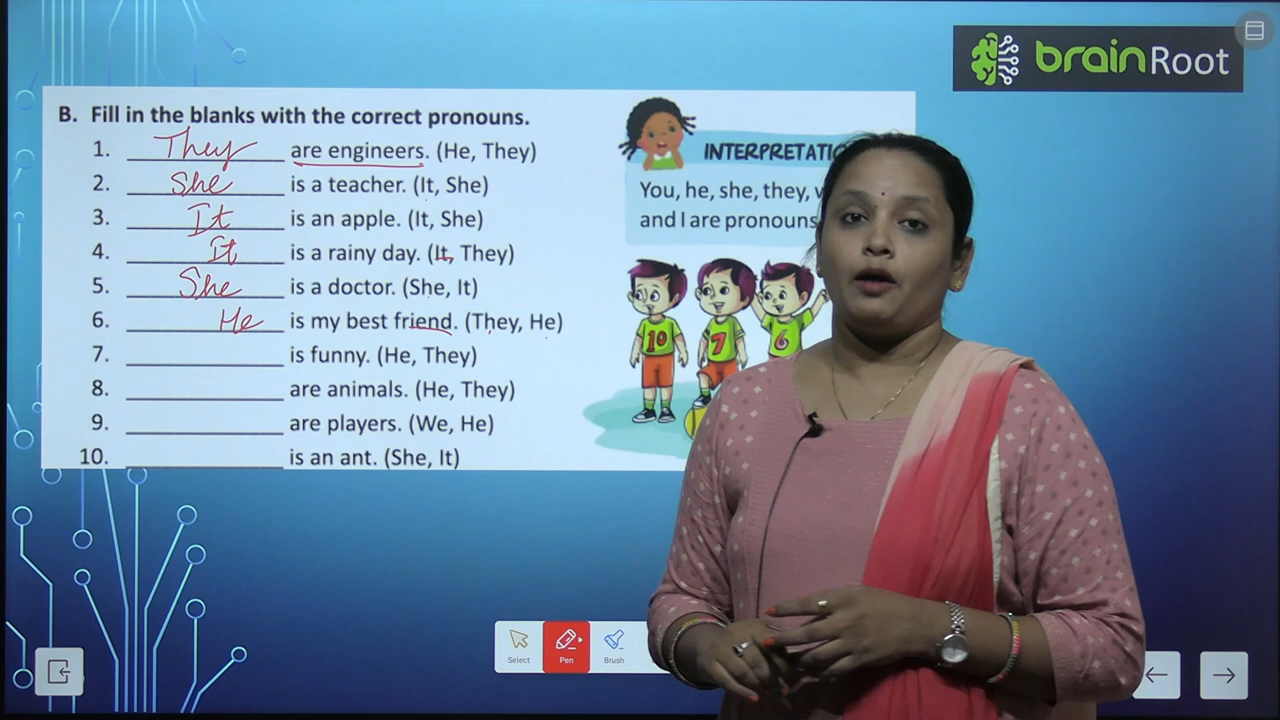 brainRoot
B. Fill in the blanks with the correct pronouns.
1. They are engineers. (He, They)
2. She is a teacher. (It, She)
3. It is an apple. (It, She)
4. It is a rainy day. (It, They)
5. She is a doctor. (She, It)
6. He is my best friend. (They, He)
7. ____________ is funny. (He, They)
8. ____________ are animals. (He, They)
9. ____________ are players. (We, He)
10. ____________ is an ant. (She, It)
You, he, she, they,
and I are pronouns
10 7 6
Select Pen Brush